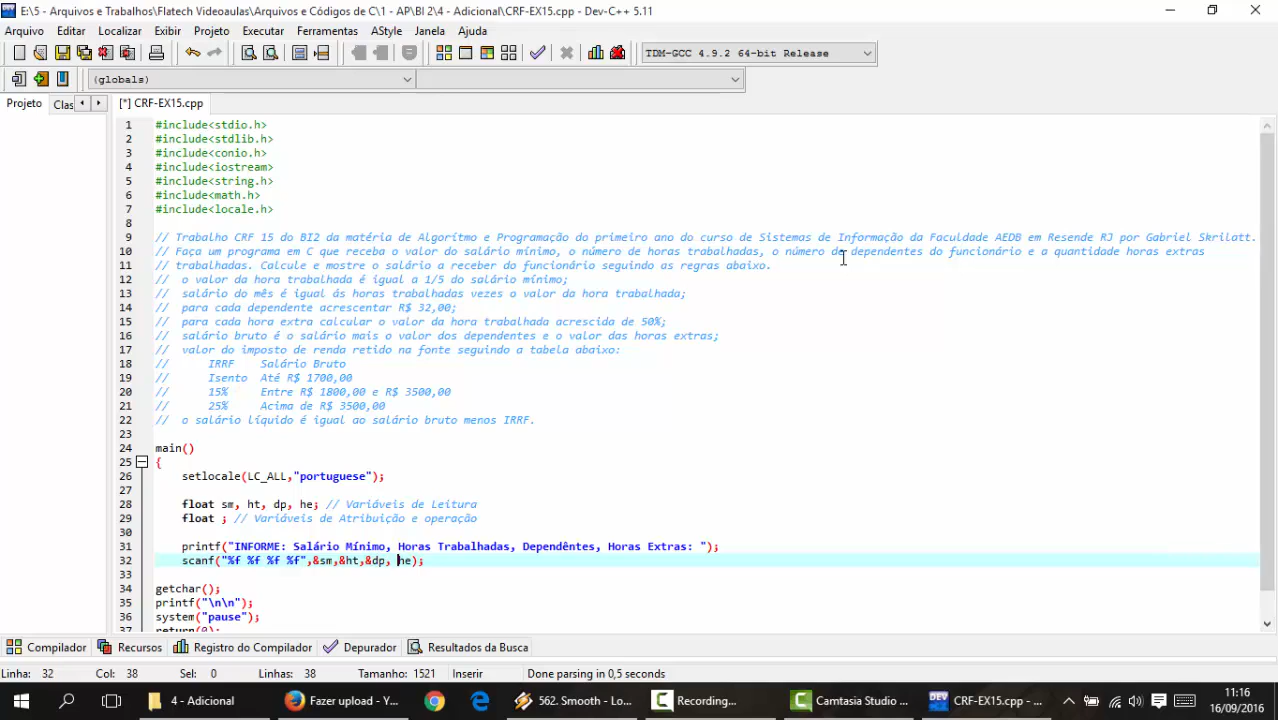 E:\5 - Arquivos e Trabalhos\Flatech Videoaulas\Arquivos e Códigos de C\1 - AP\BI 2\4 - Adicional\CRF-EX15.cpp - Dev-C++ 5.11
Arquivo Editar Localizar Exibir Projeto Executar Ferramentas AStyle Janela Ajuda
TDM-GCC 4.9.2 64-bit Release
(globals)
Projeto Clas [*] CRF-EX15.cpp
1 #include<stdio.h>
2 #include<stdlib.h>
3 #include<conio.h>
4 #include<iostream>
5 #include<string.h>
6 #include<math.h>
7 #include<locale.h>
8
9 // Trabalho CRF 15 do BI2 da matéria de Algorítmo e Programação do primeiro ano do curso de Sistemas de Informação da Faculdade AEDB em Resende RJ por Gabriel Skrilatt.
10 // Faça um programa em C que receba o valor do salário mínimo, o número de horas trabalhadas, o número de dependentes do funcionário e a quantidade horas extras
11 // trabalhadas. Calcule e mostre o salário a receber do funcionário seguindo as regras abaixo.
12 // o valor da hora trabalhada é igual a 1/5 do salário mínimo;
13 // salário do mês é igual ás horas trabalhadas vezes o valor da hora trabalhada;
14 // para cada dependente acrescentar R$ 32,00;
15 // para cada hora extra calcular o valor da hora trabalhada acrescida de 50%;
16 // salário bruto é o salário mais o valor dos dependentes e o valor das horas extras;
17 // valor do imposto de renda retido na fonte seguindo a tabela abaixo:
18 // IRRF Salário Bruto
19 // Isento Até R$ 1700,00
20 // 15% Entre R$ 1800,00 e R$ 3500,00
21 // 25% Acima de R$ 3500,00
22 // o salário líquido é igual ao salário bruto menos IRRF.
23
24 main()
25 {
26 setlocale(LC_ALL,"portuguese");
27
28 float sm, ht, dp, he; // Variáveis de Leitura
29 float ; // Variáveis de Atribuição e operação
30
31 printf("INFORME: Salário Mínimo, Horas Trabalhadas, Dependêntes, Horas Extras: ");
32 scanf("%f %f %f %f",&sm,&ht,&dp, he);
33
34 getchar();
35 printf("\n\n");
36 system("pause");
37 return(0);
Compilador Recursos Registro do Compilador Depurador Resultados da Busca
Linha: 32 Col: 38 Sel: 0 Linhas: 38 Tamanho: 1521 Inserir Done parsing in 0,5 seconds
4 - Adicional Fazer upload - Y... 562. Smooth - Lo... Recording... Camtasia Studio ... CRF-EX15.cpp - ... 11:16
16/09/2016